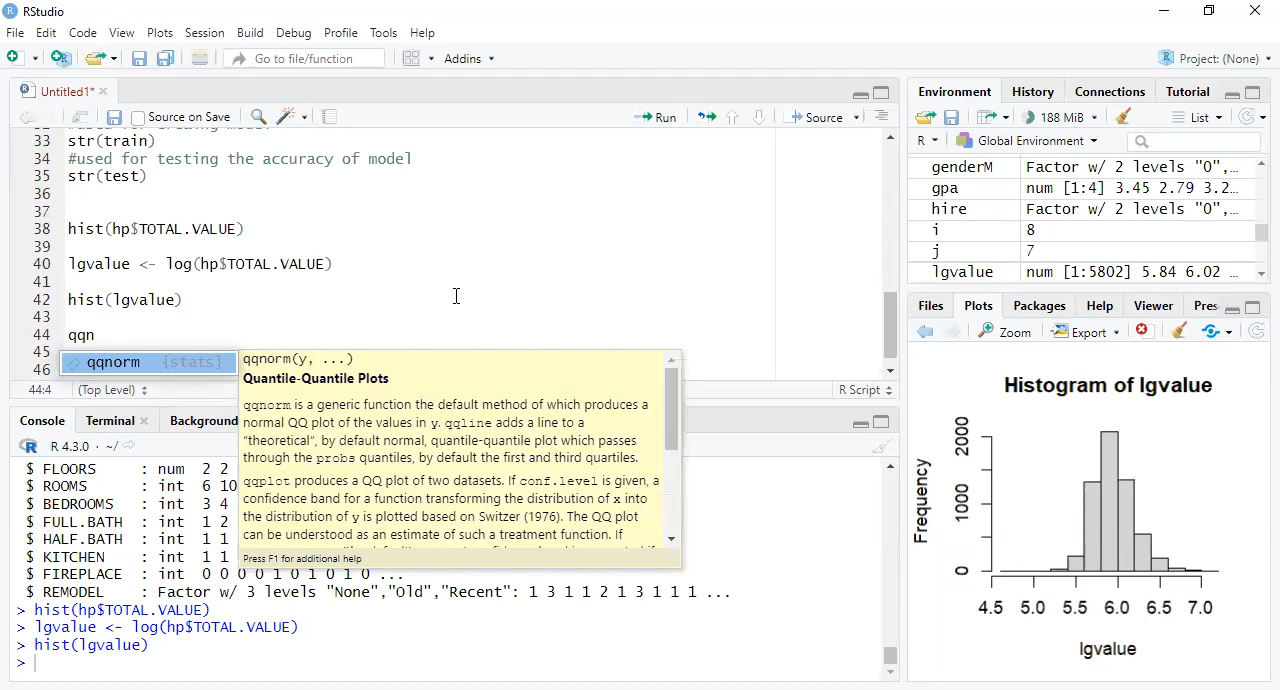 RStudio
File Edit Code View Plots Session Build Debug Profile Tools Help
Go to file/function Addins Project: (None)
Untitled1*
Source on Save Run Source
33 str(train)
34 #used for testing the accuracy of model
35 str(test)
36
37
38 hist(hp$TOTAL.VALUE)
39
40 lgvalue <- log(hp$TOTAL.VALUE)
41
42 hist(lgvalue)
43
44 qqn
45
46
qqnorm {stats}
qqnorm(y, ...)
Quantile-Quantile Plots
qqnorm is a generic function the default method of which produces a
normal QQ plot of the values in y. qqline adds a line to a
"theoretical", by default normal, quantile-quantile plot which passes
through the probs quantiles, by default the first and third quartiles.
qqplot produces a QQ plot of two datasets. If conf.level is given, a
confidence band for a function transforming the distribution of x into
the distribution of y is plotted based on Switzer (1976). The QQ plot
can be understood as an estimate of such a treatment function. If
Press F1 for additional help
44:4 (Top Level) R Script
Console Terminal Background
R 4.3.0 · ~/
$ FLOORS : num 2 2
$ ROOMS : int 6 10
$ BEDROOMS : int 3 4
$ FULL.BATH : int 1 2
$ HALF.BATH : int 1 1
$ KITCHEN : int 1 1
$ FIREPLACE : int 0 0 0 0 1 0 1 0 1 0 ...
$ REMODEL : Factor w/ 3 levels "None","Old","Recent": 1 3 1 1 2 1 3 1 1 1 ...
> hist(hp$TOTAL.VALUE)
> lgvalue <- log(hp$TOTAL.VALUE)
> hist(lgvalue)
>
Environment History Connections Tutorial
188 MiB List
R Global Environment
genderM Factor w/ 2 levels "0",…
gpa num [1:4] 3.45 2.79 3.2…
hire Factor w/ 2 levels "0",…
i 8
j 7
lgvalue num [1:5802] 5.84 6.02 …
Files Plots Packages Help Viewer Pres
Zoom Export
Histogram of lgvalue
Frequency
0 1000 2000
4.5 5.0 5.5 6.0 6.5 7.0
lgvalue